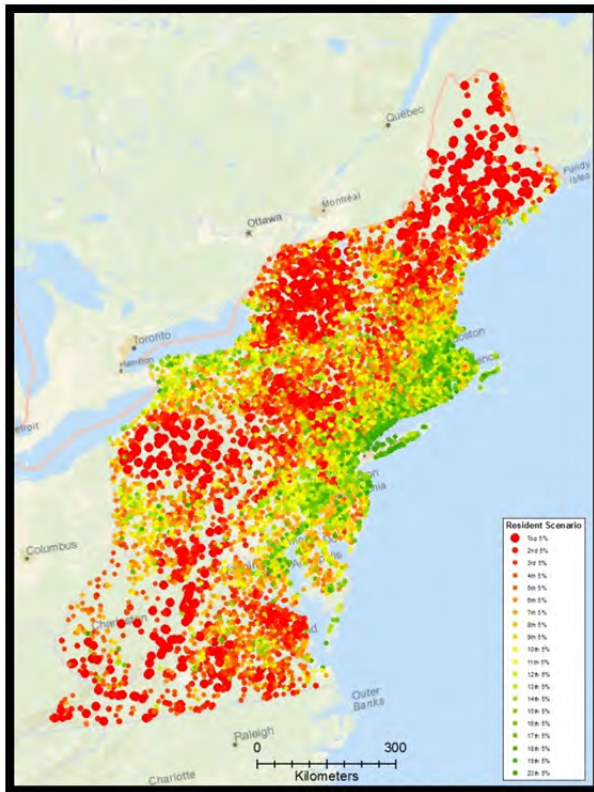 Québec
Fundy
Isles
Montréal
Ottawa
Toronto
Hamilton
Boston
etroit
Columbus
Charleston
Outer
Banks
Raleigh
Charlotte
0 300
Kilometers
Resident Scenario
Top 5%
2nd 5%
3rd 5%
4th 5%
5th 5%
6th 5%
7th 5%
8th 5%
9th 5%
10th 5%
11th 5%
12th 5%
13th 5%
14th 5%
15th 5%
16th 5%
17th 5%
18th 5%
19th 5%
20th 5%